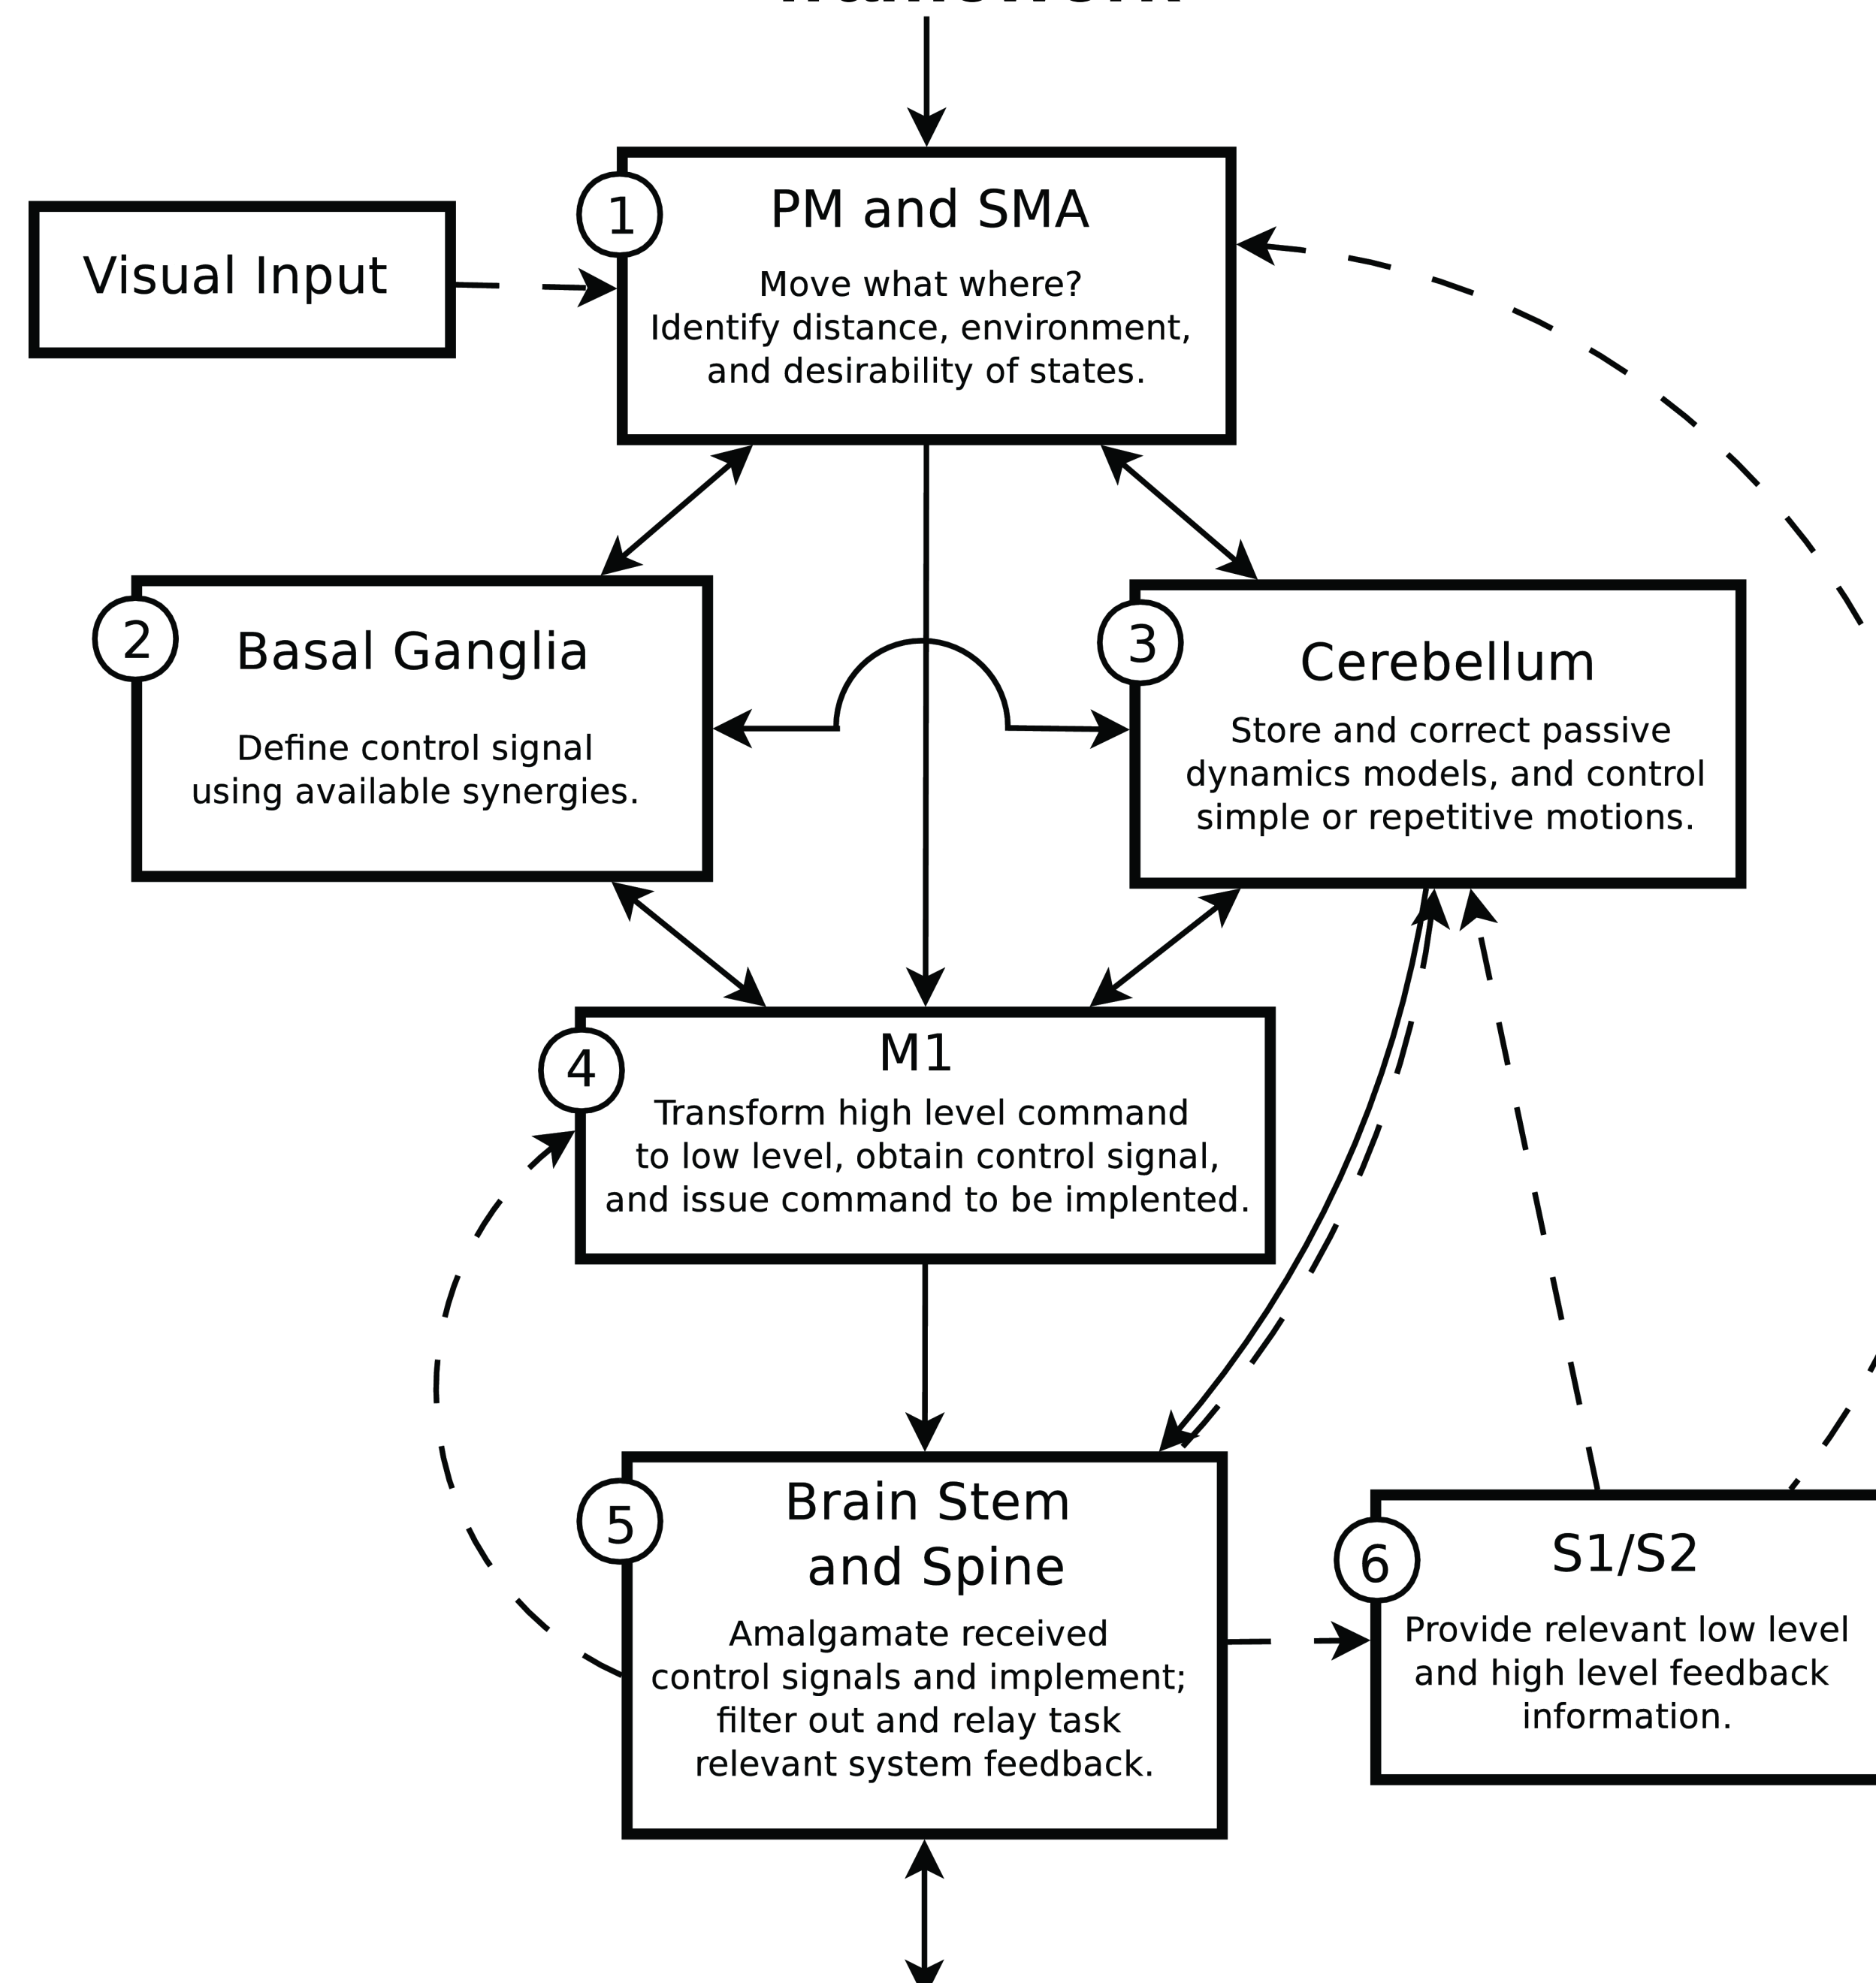 Visual Input
1
PM and SMA
Move what where?
Identify distance, environment,
and desirability of states.
2
Basal Ganglia
Define control signal
using available synergies.
3
Cerebellum
Store and correct passive
dynamics models, and control
simple or repetitive motions.
4
M1
Transform high level command
to low level, obtain control signal,
and issue command to be implented.
5
Brain Stem
and Spine
Amalgamate received
control signals and implement;
filter out and relay task
relevant system feedback.
6
S1/S2
Provide relevant low level
and high level feedback
information.